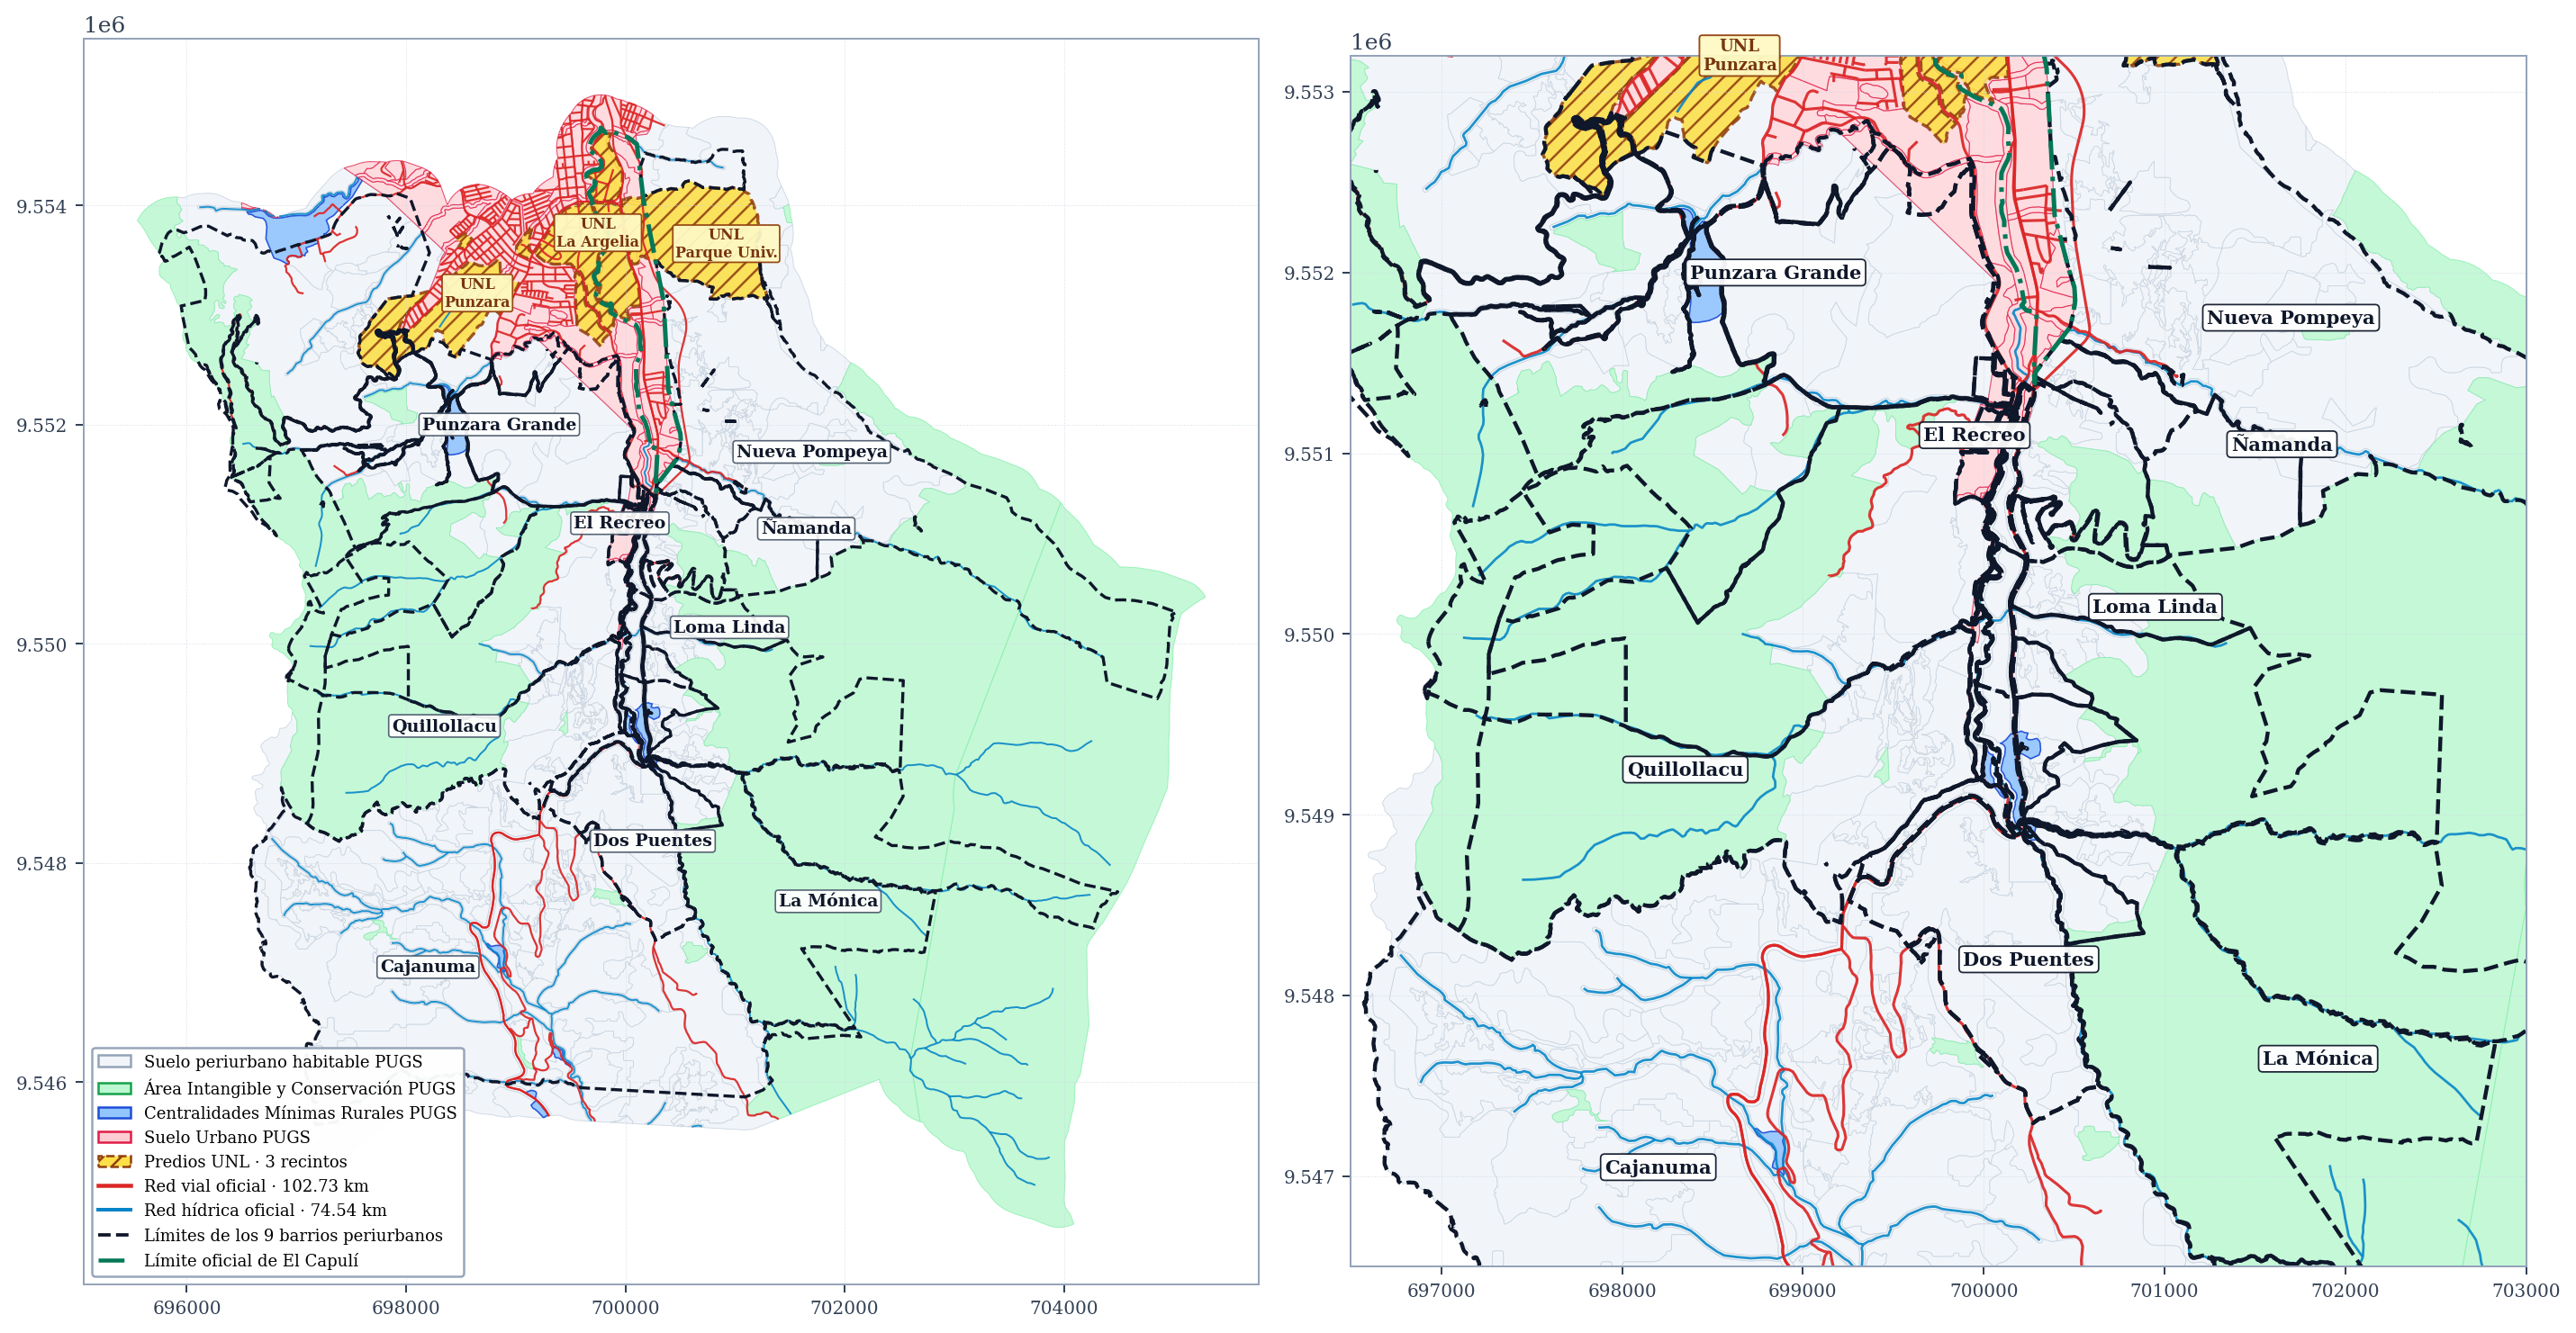 1e6
9.554
9.552
9.550
9.548
9.546
696000
698000
700000
702000
704000
UNL
La Argelia
UNL
Parque Univ.
UNL
Punzara
Punzara Grande
Nueva Pompeya
El Recreo
Ñamanda
Loma Linda
Quillollacu
Dos Puentes
La Mónica
Cajanuma
Suelo periurbano habitable PUGS
Área Intangible y Conservación PUGS
Centralidades Mínimas Rurales PUGS
Suelo Urbano PUGS
Predios UNL · 3 recintos
Red vial oficial · 102.73 km
Red hídrica oficial · 74.54 km
Límites de los 9 barrios periurbanos
Límite oficial de El Capulí
1e6
9.553
9.552
9.551
9.550
9.549
9.548
9.547
697000
698000
699000
700000
701000
702000
703000
UNL
Punzara
Punzara Grande
Nueva Pompeya
El Recreo
Ñamanda
Loma Linda
Quillollacu
Dos Puentes
La Mónica
Cajanuma